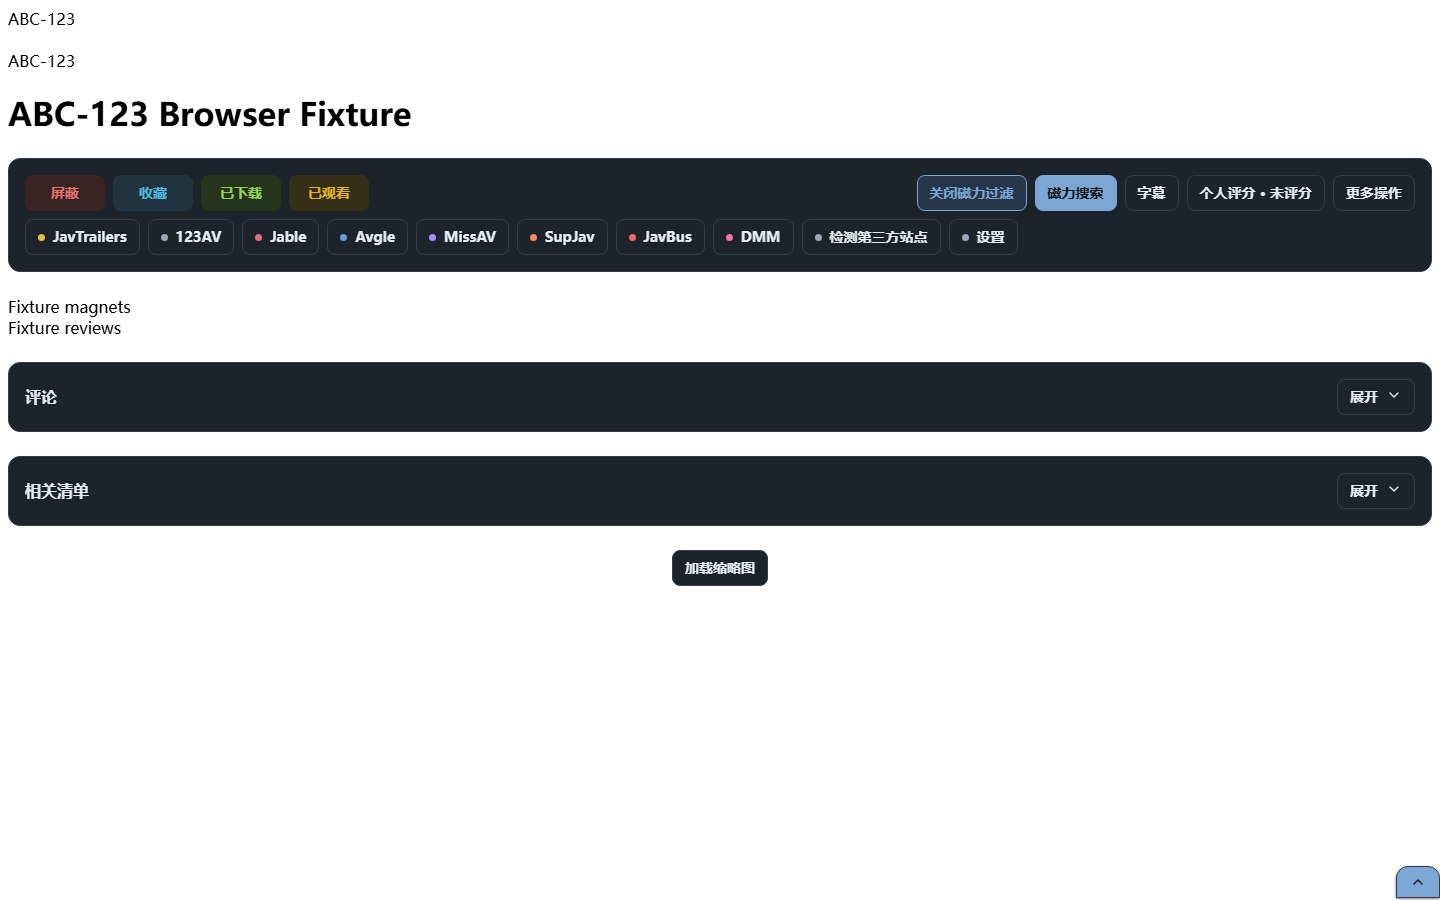 ABC-123
ABC-123
ABC-123 Browser Fixture
屏蔽 收藏 已下载 已观看 关闭磁力过滤 磁力搜索 字幕 个人评分 • 未评分 更多操作
JavTrailers 123AV Jable Avgle MissAV SupJav JavBus DMM 检测第三方站点 设置
Fixture magnets
Fixture reviews
评论 展开
相关清单 展开
加载缩略图